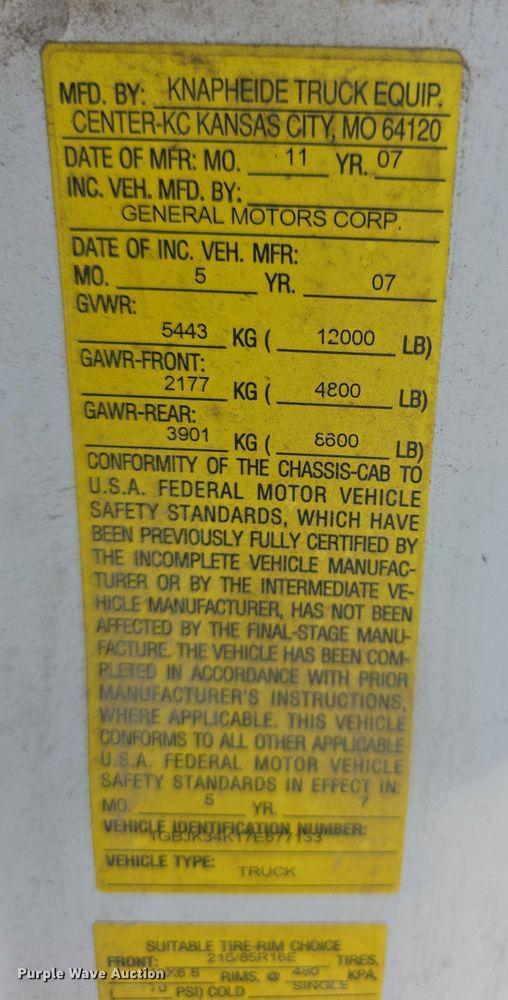 MFD. BY: KNAPHEIDE TRUCK EQUIP.
CENTER-KC KANSAS CITY, MO 64120
DATE OF MFR: MO. 11 YR. 07
INC. VEH. MFD. BY:
GENERAL MOTORS CORP.
DATE OF INC. VEH. MFR:
MO. 5 YR. 07
GVWR:
5443 KG ( 12000 LB)
GAWR-FRONT:
2177 KG ( 4800 LB)
GAWR-REAR:
3901 KG ( 8600 LB)
CONFORMITY OF THE CHASSIS-CAB TO
U.S.A. FEDERAL MOTOR VEHICLE
SAFETY STANDARDS, WHICH HAVE
BEEN PREVIOUSLY FULLY CERTIFIED BY
THE INCOMPLETE VEHICLE MANUFAC-
TURER OR BY THE INTERMEDIATE VE-
HICLE MANUFACTURER, HAS NOT BEEN
AFFECTED BY THE FINAL-STAGE MANU-
FACTURE. THE VEHICLE HAS BEEN COM-
PLETED IN ACCORDANCE WITH PRIOR
MANUFACTURER'S INSTRUCTIONS,
WHERE APPLICABLE. THIS VEHICLE
CONFORMS TO ALL OTHER APPLICABLE
U.S.A. FEDERAL MOTOR VEHICLE
SAFETY STANDARDS IN EFFECT IN:
MO. 5 YR. 7
VEHICLE IDENTIFICATION NUMBER:
1GBJK34K17E577133
VEHICLE TYPE: TRUCK
SUITABLE TIRE-RIM CHOICE
FRONT: 215/85R16E TIRES,
X6.5 RIMS, @ 480 KPA,
PSI) COLD SINGLE
Purple Wave Auction